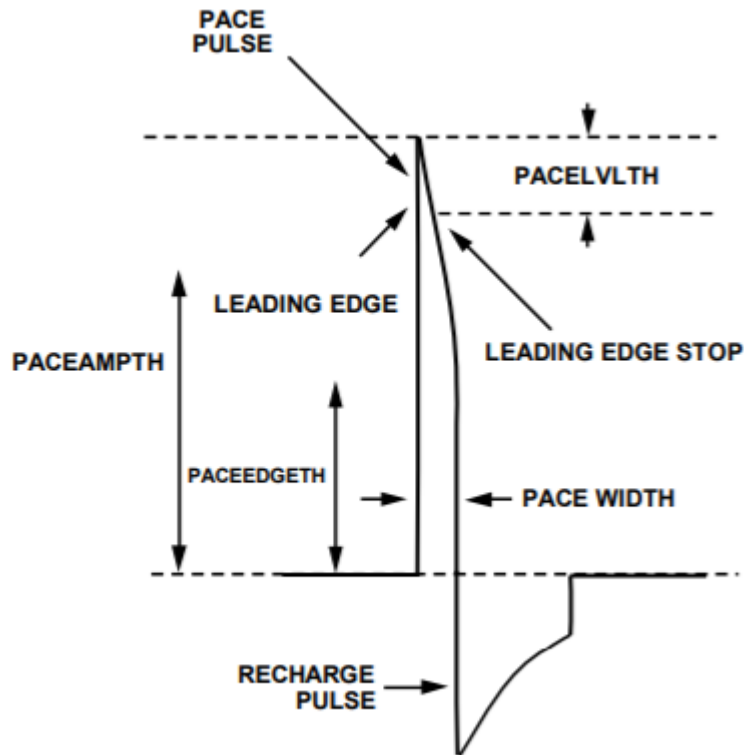 PACE
PULSE
PACELVLTH
LEADING EDGE
LEADING EDGE STOP
PACEAMPTH
PACEEDGETH
PACE WIDTH
RECHARGE
PULSE